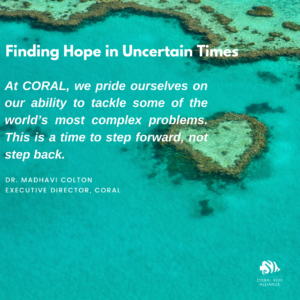 Finding Hope in Uncertain Times
At CORAL, we pride ourselves on
our ability to tackle some of the
world's most complex problems.
This is a time to step forward, not
step back.
DR. MADHAVI COLTON
EXECUTIVE DIRECTOR, CORAL
CORAL REEF
ALLIANCE